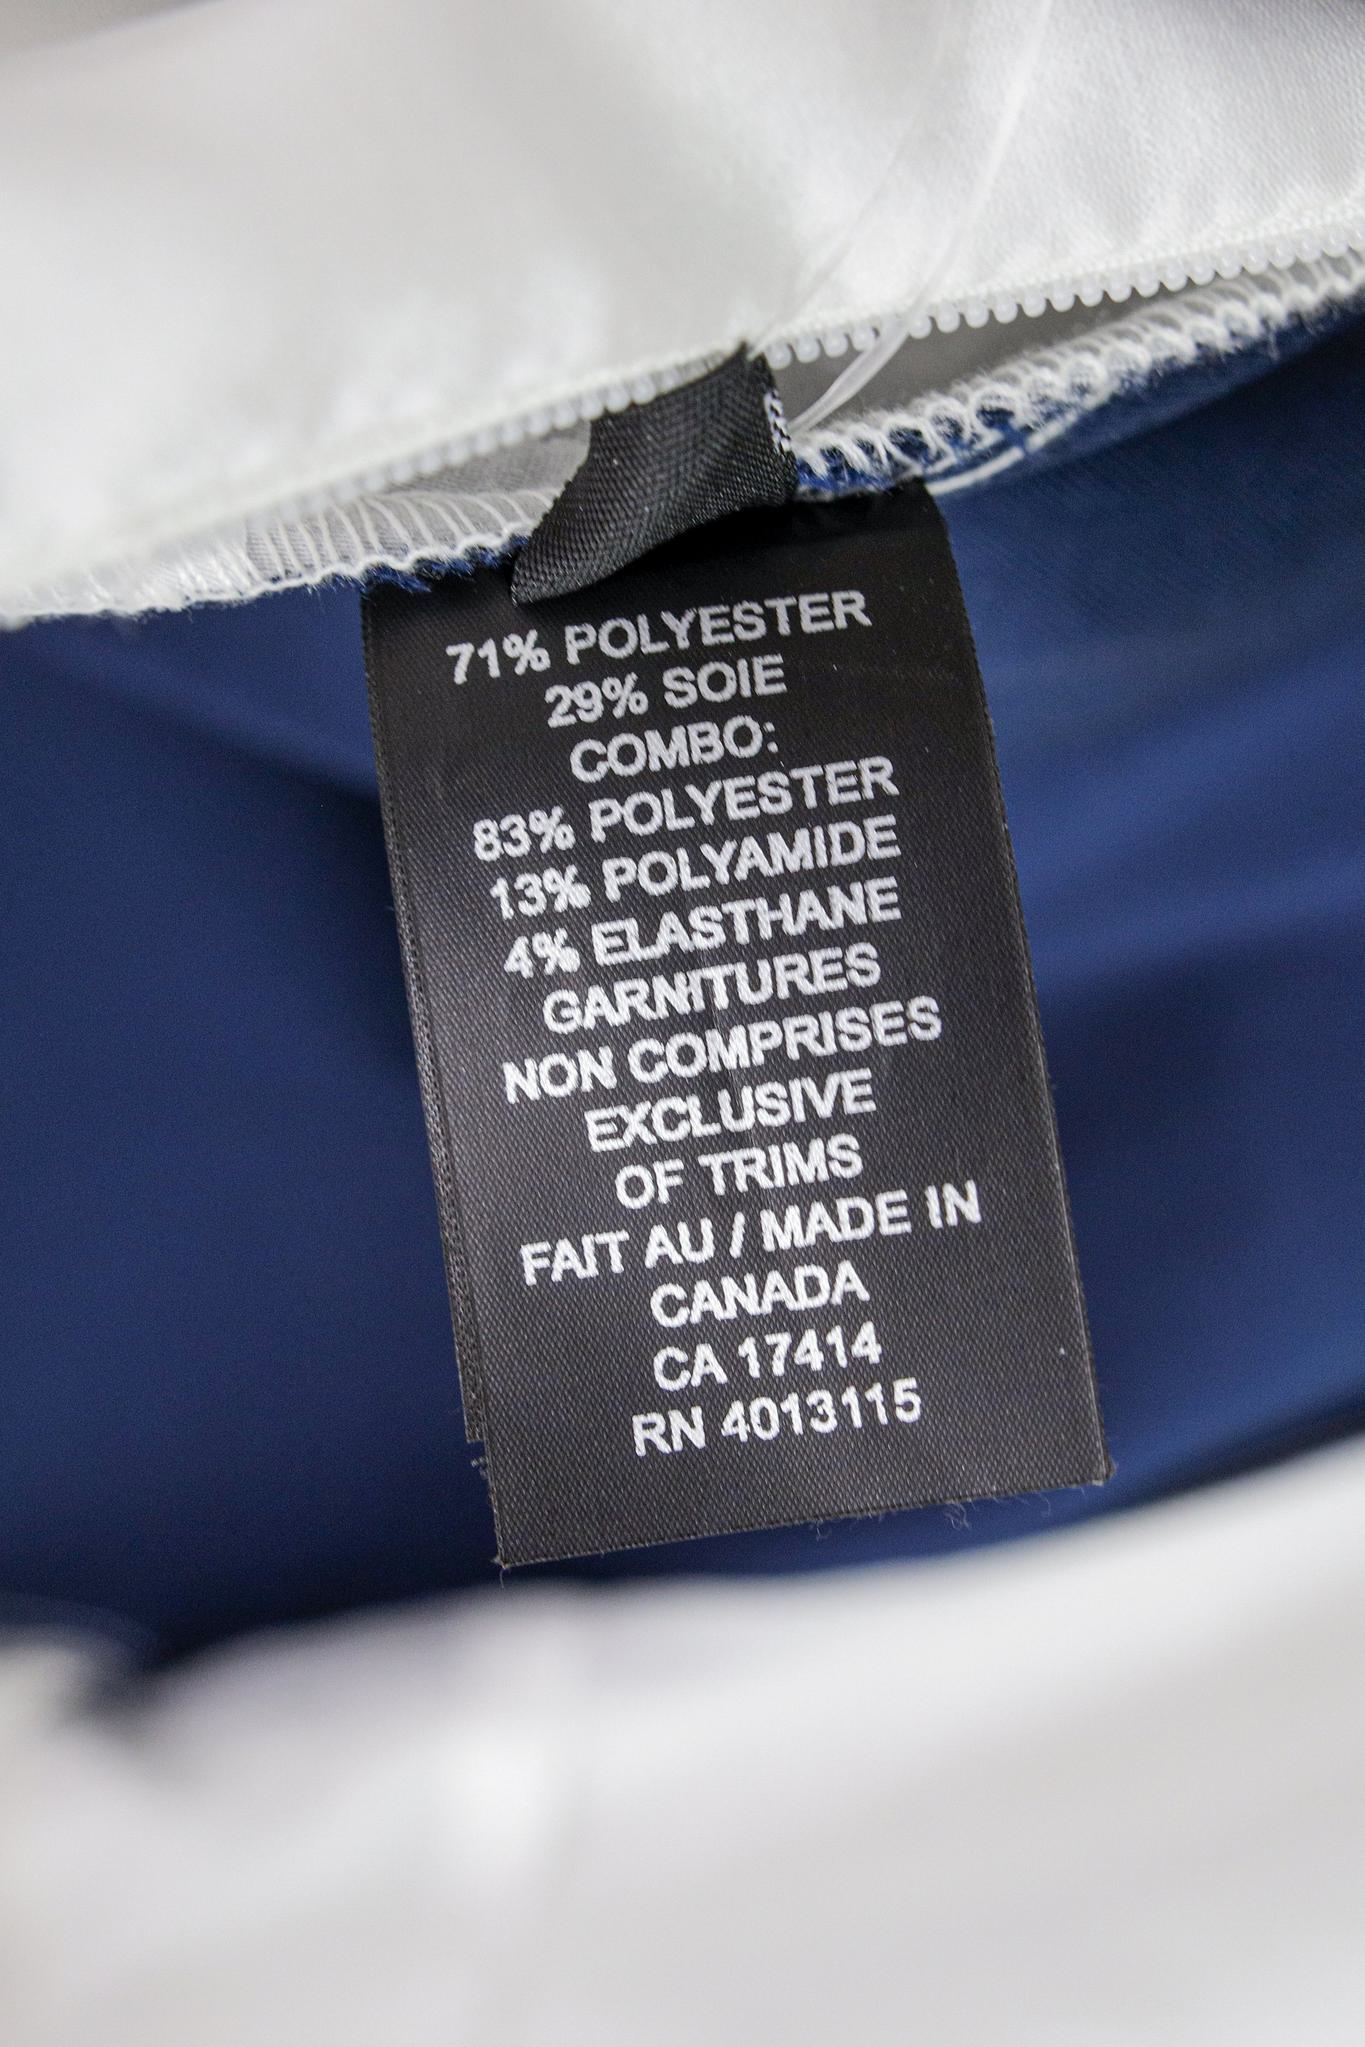 71% POLYESTER
29% SOIE
COMBO:
83% POLYESTER
13% POLYAMIDE
4% ELASTHANE
GARNITURES
NON COMPRISES
EXCLUSIVE
OF TRIMS
FAIT AU / MADE IN
CANADA
CA 17414
RN 4013115